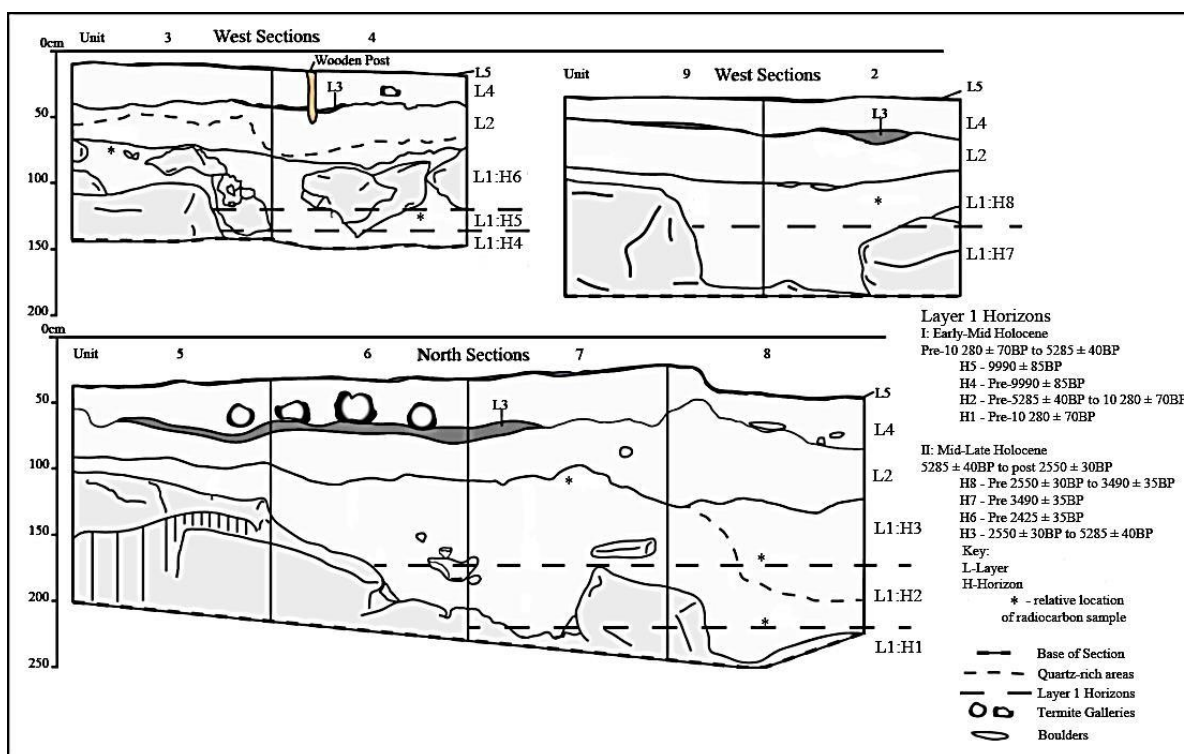 0cm Unit 3 West Sections 4
Wooden Post
L5
L3
L4
50
L2
100
L1:H6
L1:H5
L1:H4
150
200
Unit 9 West Sections 2
L5
L3
L4
L2
L1:H8
L1:H7
0cm
Unit 5 6 North Sections 7 8
50
L5
L3
L4
100
L2
150
L1:H3
200
L1:H2
L1:H1
250
Layer 1 Horizons
I: Early-Mid Holocene
Pre-10 280 ± 70BP to 5285 ± 40BP
H5 - 9990 ± 85BP
H4 - Pre-9990 ± 85BP
H2 - Pre-5285 ± 40BP to 10 280 ± 70BP
H1 - Pre-10 280 ± 70BP
II: Mid-Late Holocene
5285 ± 40BP to post 2550 ± 30BP
H8 - Pre 2550 ± 30BP to 3490 ± 35BP
H7 - Pre 3490 ± 35BP
H6 - Pre 2425 ± 35BP
H3 - 2550 ± 30BP to 5285 ± 40BP
Key:
L-Layer
H-Horizon
* - relative location
of radiocarbon sample
Base of Section
Quartz-rich areas
Layer 1 Horizons
Termite Galleries
Boulders